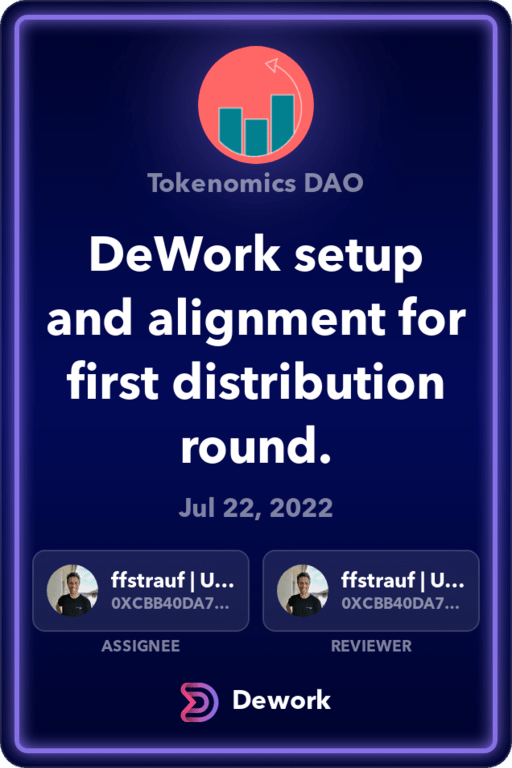 Tokenomics DAO
DeWork setup
and alignment for
first distribution
round.
Jul 22, 2022
ffstrauf | U...
0XCBB40DA7...
ASSIGNEE
ffstrauf | U...
0XCBB40DA7...
REVIEWER
Dework